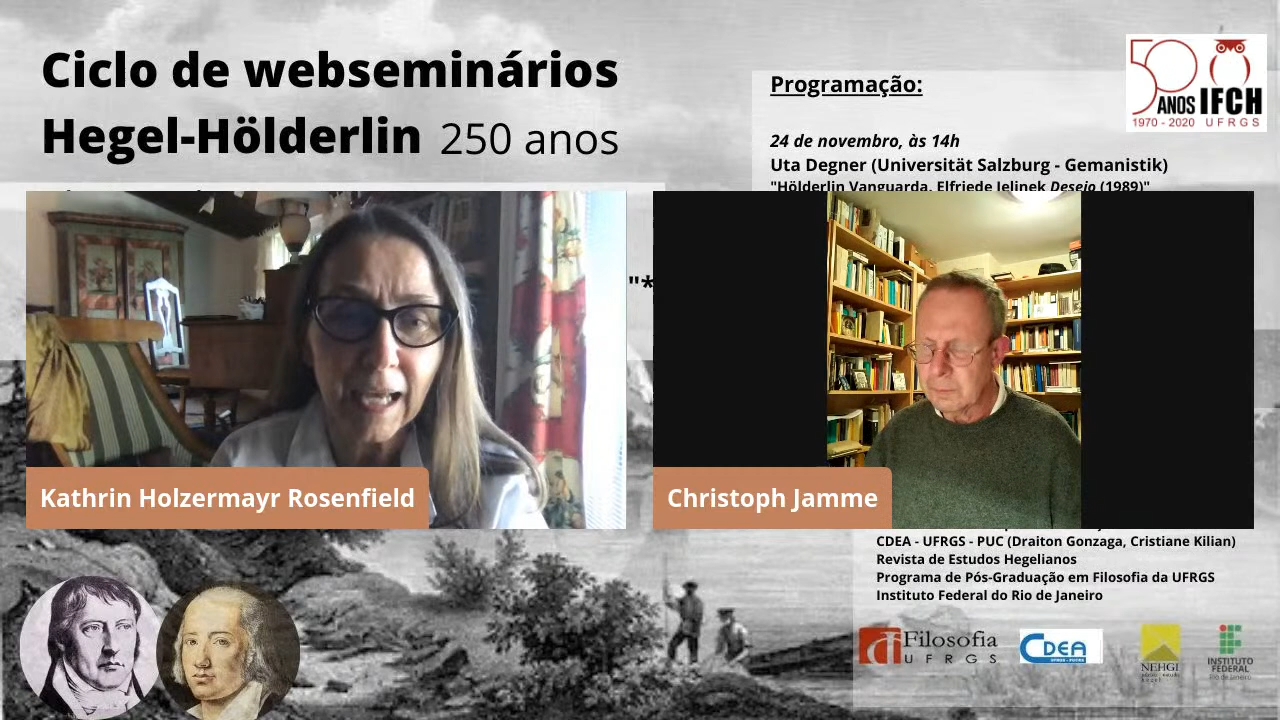 Ciclo de webseminários
Hegel-Hölderlin 250 anos
Programação:
24 de novembro, às 14h
Uta Degner (Universität Salzburg - Gemanistik)
"Hölderlin Vanguarda. Elfriede Jelinek Desejo (1989)"
50 ANOS IFCH
1970 - 2020 UFRGS
"*
Kathrin Holzermayr Rosenfield
Christoph Jamme
CDEA - UFRGS - PUC (Draiton Gonzaga, Cristiane Kilian)
Revista de Estudos Hegelianos
Programa de Pós-Graduação em Filosofia da UFRGS
Instituto Federal do Rio de Janeiro
Filosofia
UFRGS
CDEA
UFRGS - PUCRS
NEHGI
INSTITUTO
FEDERAL
Rio de Janeiro